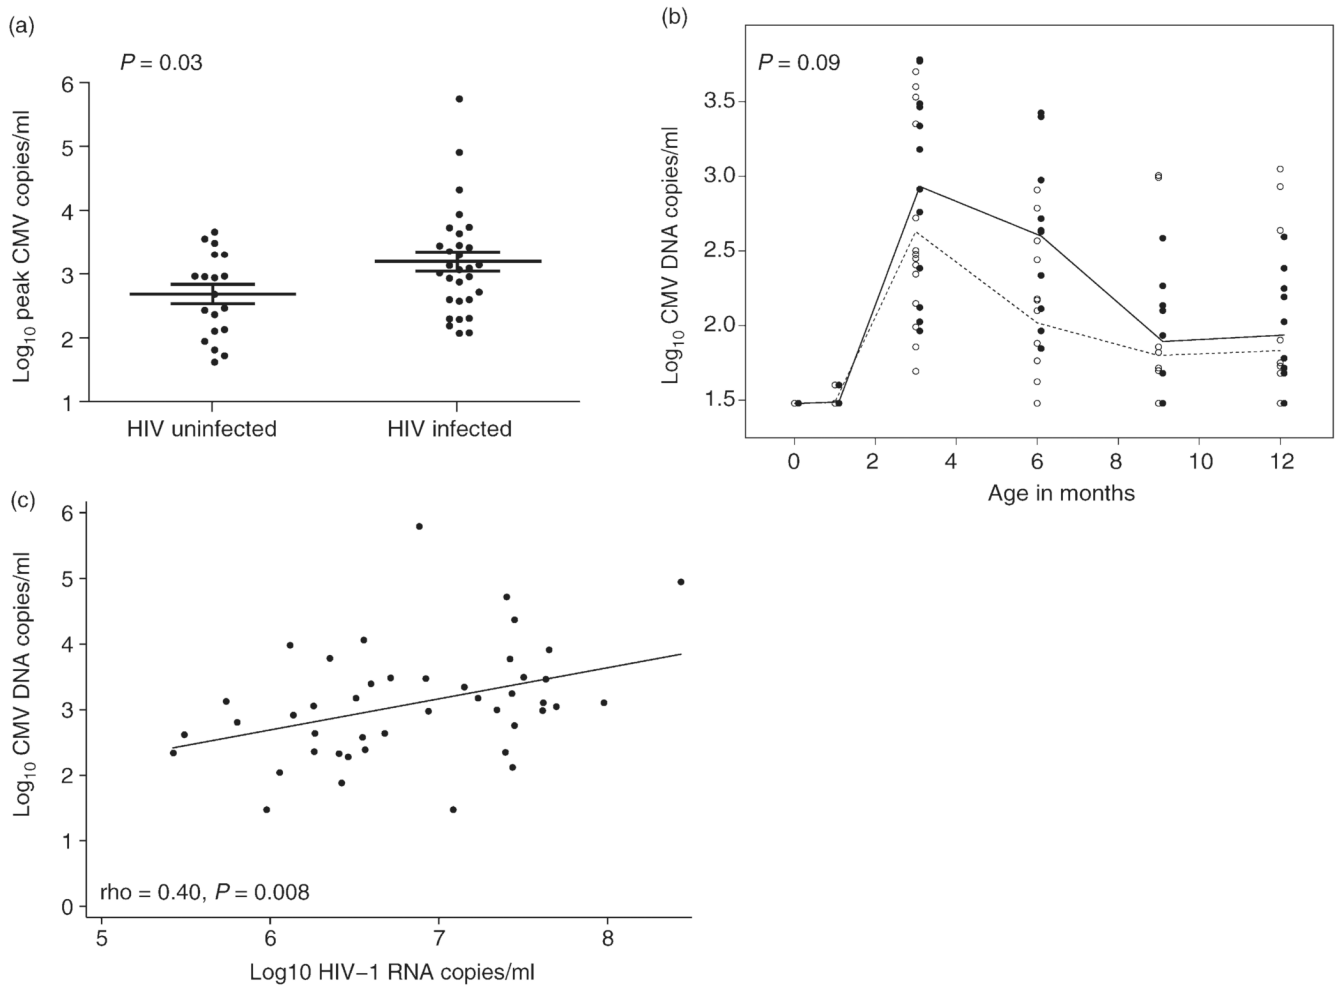 (a)
P = 0.03
Log10 peak CMV copies/ml
6
5
4
3
2
1
HIV uninfected
HIV infected
(b)
P = 0.09
Log10 CMV DNA copies/ml
3.5
3.0
2.5
2.0
1.5
0
2
4
6
8
10
12
Age in months
(c)
Log10 CMV DNA copies/ml
6
5
4
3
2
1
0
rho = 0.40, P = 0.008
5
6
7
8
Log10 HIV−1 RNA copies/ml